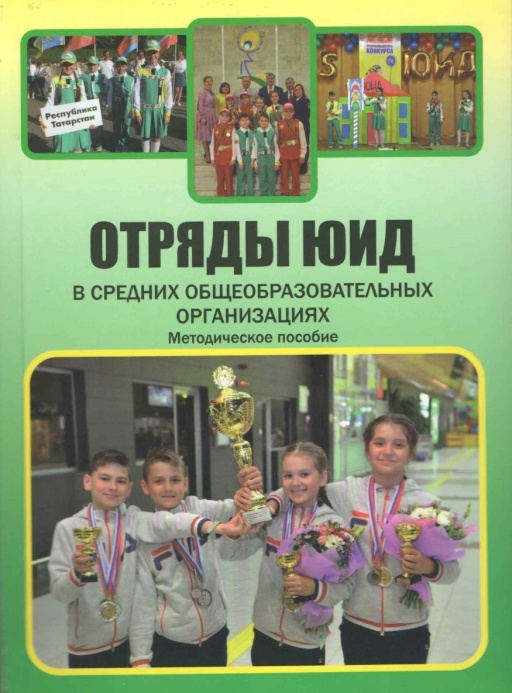 Республика
Татарстан
КОНКУРСА
ЮИД
ОТРЯДЫ ЮИД
В СРЕДНИХ ОБЩЕОБРАЗОВАТЕЛЬНЫХ
ОРГАНИЗАЦИЯХ
Методическое пособие